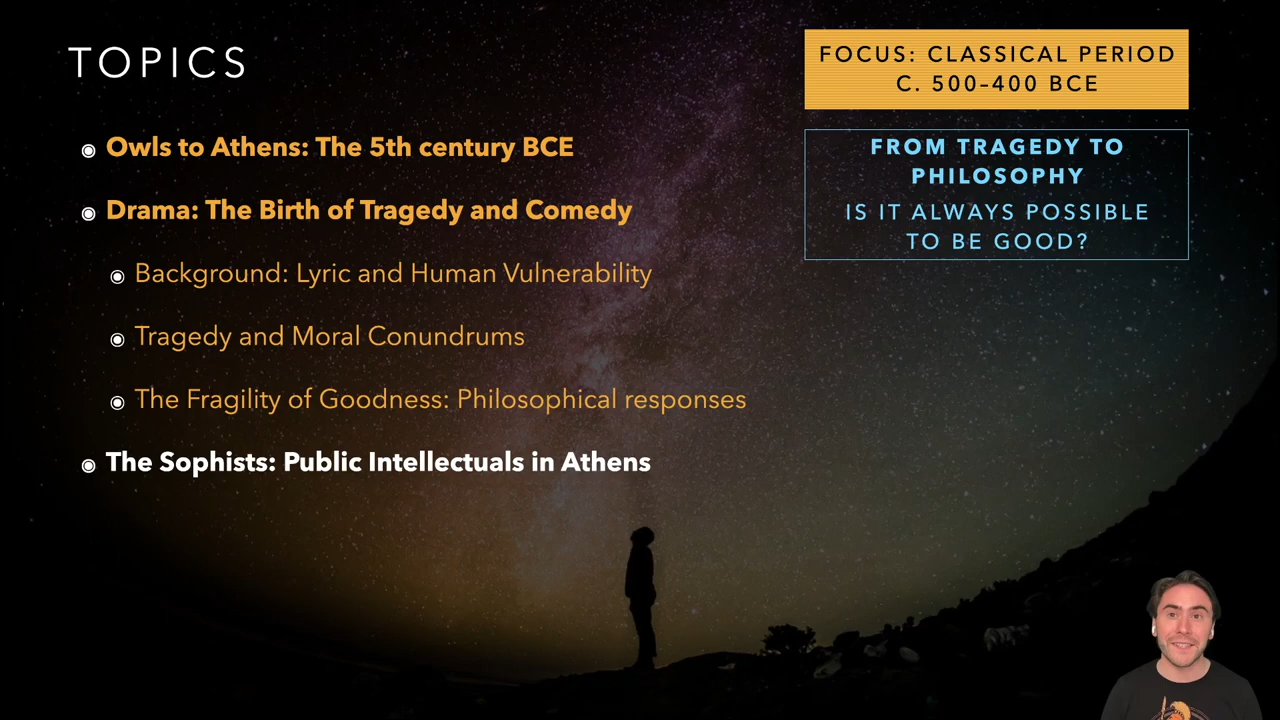 TOPICS
Owls to Athens: The 5th century BCE
Drama: The Birth of Tragedy and Comedy
Background: Lyric and Human Vulnerability
Tragedy and Moral Conundrums
The Fragility of Goodness: Philosophical responses
The Sophists: Public Intellectuals in Athens
FOCUS: CLASSICAL PERIOD
C. 500–400 BCE
FROM TRAGEDY TO
PHILOSOPHY
IS IT ALWAYS POSSIBLE
TO BE GOOD?